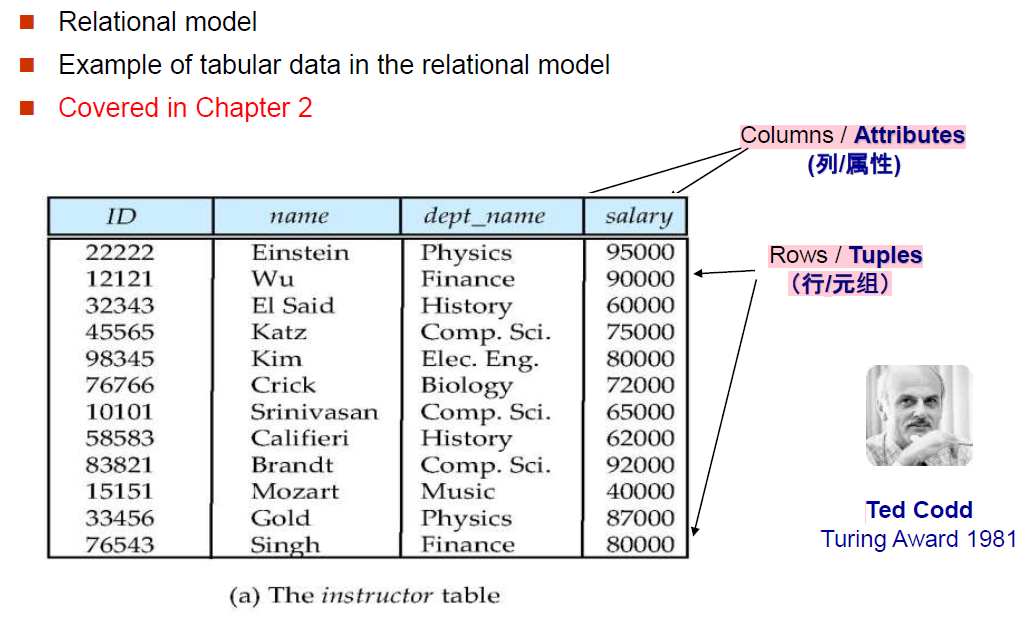 Relational model
Example of tabular data in the relational model
Covered in Chapter 2
Columns / Attributes
(列/属性)
ID name dept_name salary
22222 Einstein Physics 95000
12121 Wu Finance 90000
32343 El Said History 60000
45565 Katz Comp. Sci. 75000
98345 Kim Elec. Eng. 80000
76766 Crick Biology 72000
10101 Srinivasan Comp. Sci. 65000
58583 Califieri History 62000
83821 Brandt Comp. Sci. 92000
15151 Mozart Music 40000
33456 Gold Physics 87000
76543 Singh Finance 80000
Rows / Tuples
（行/元组）
Ted Codd
Turing Award 1981
(a) The instructor table